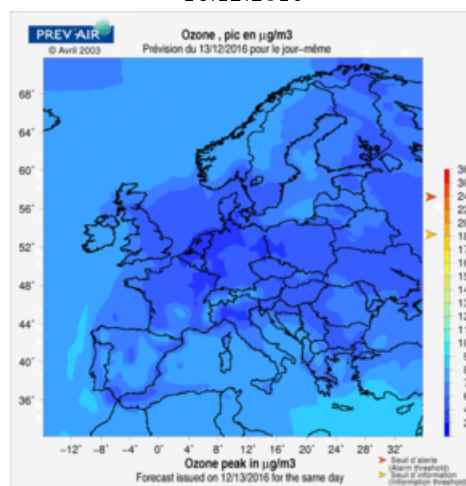 PREV'AIR
© Avril 2003
Ozone , pic en µg/m3
Prévision du 13/12/2016 pour le jour-même
68°
64°
60°
56°
52°
48°
44°
40°
36°
-12° -8° -4° 0° 4° 8° 12° 16° 20° 24° 28° 32°
Ozone peak in µg/m3
Forecast issued on 12/13/2016 for the same day
Seuil d'alerte
(Alarm threshold)
Seuil d'information
(Information threshold)